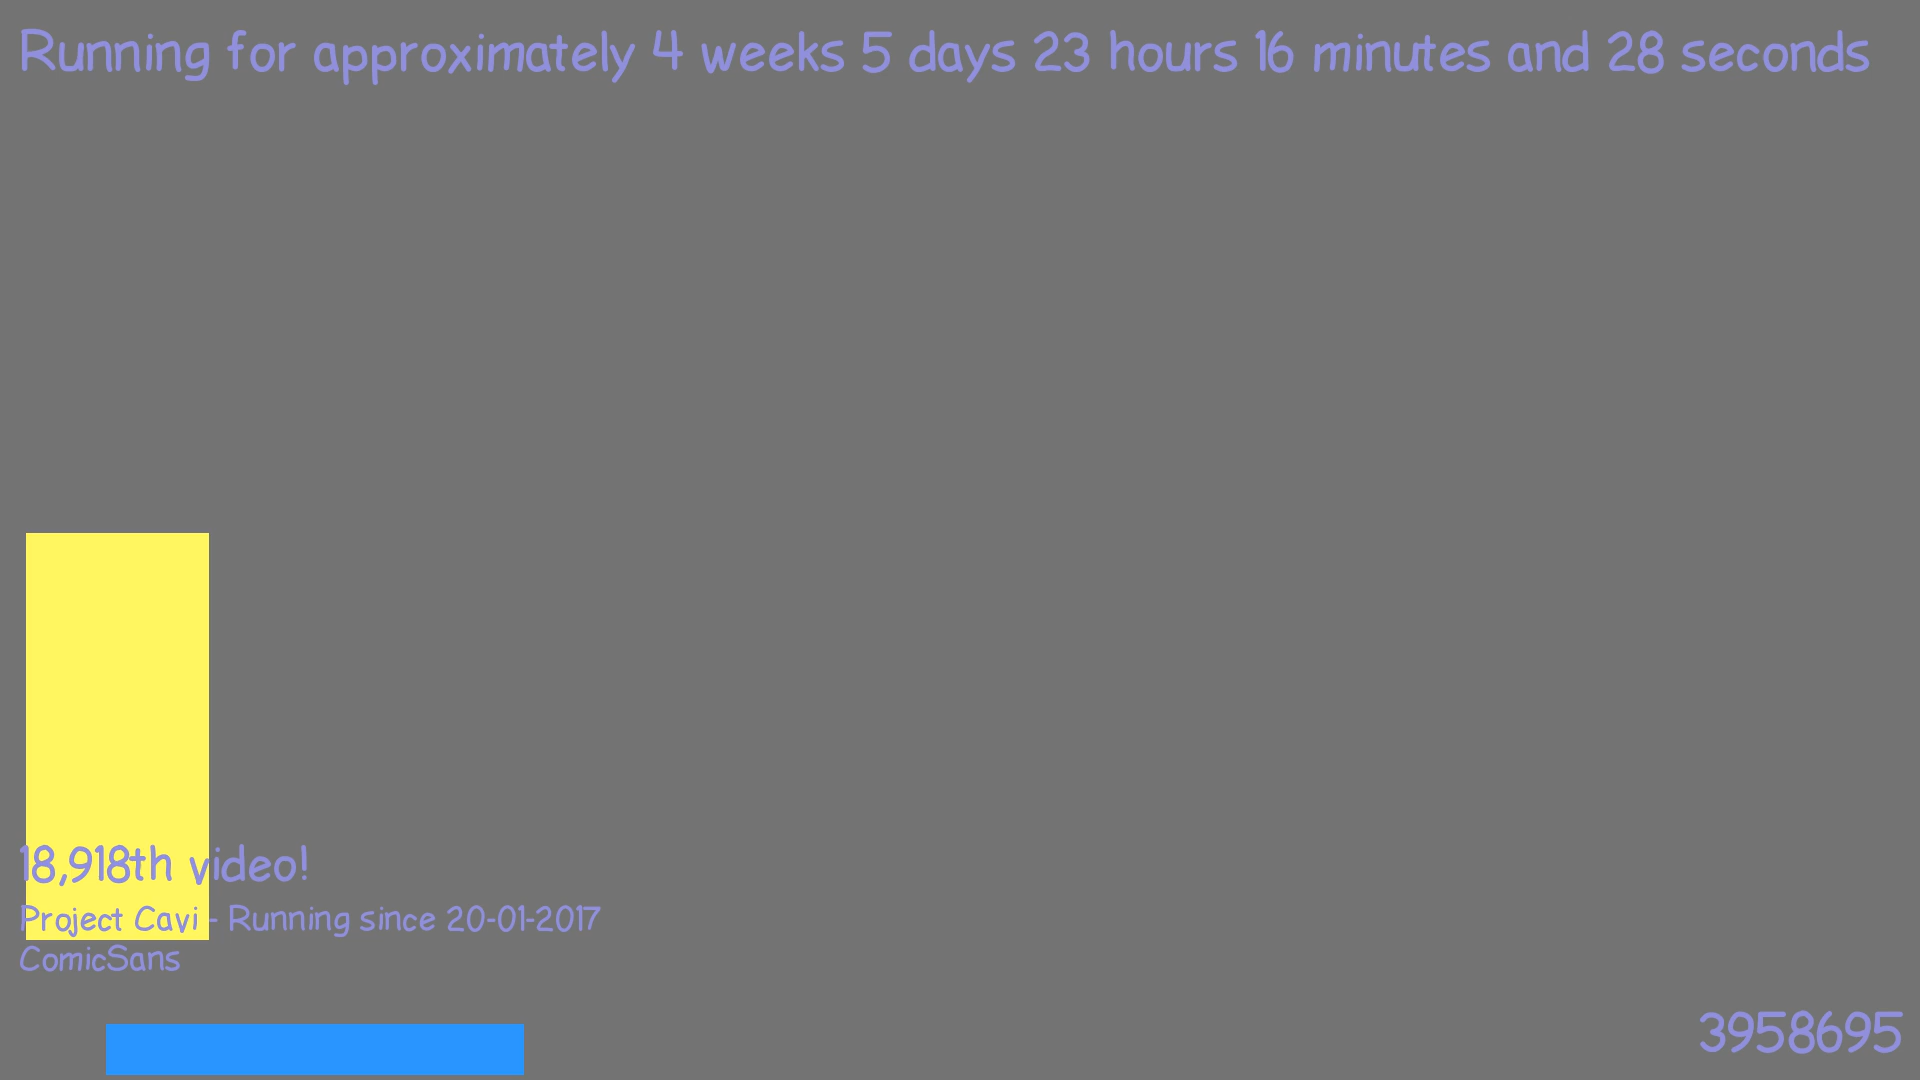 Running for approximately 4 weeks 5 days 23 hours 16 minutes and 28 seconds
18,918th video!
Project Cavi - Running since 20-01-2017
ComicSans
3958695